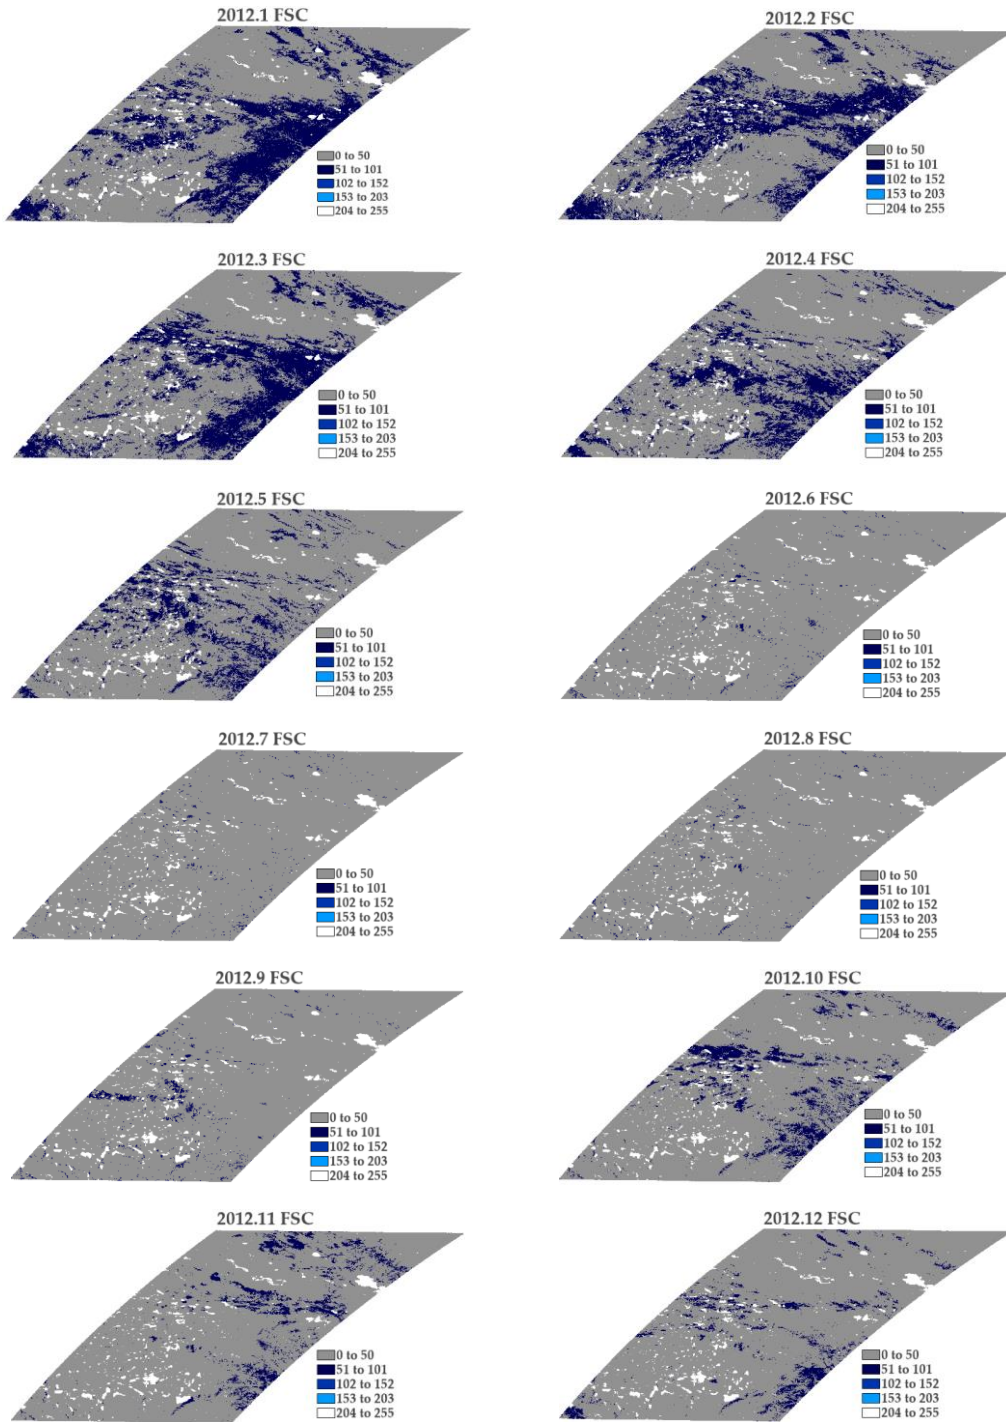 2012.1 FSC
0 to 50
51 to 101
102 to 152
153 to 203
204 to 255
2012.2 FSC
0 to 50
51 to 101
102 to 152
153 to 203
204 to 255
2012.3 FSC
0 to 50
51 to 101
102 to 152
153 to 203
204 to 255
2012.4 FSC
0 to 50
51 to 101
102 to 152
153 to 203
204 to 255
2012.5 FSC
0 to 50
51 to 101
102 to 152
153 to 203
204 to 255
2012.6 FSC
0 to 50
51 to 101
102 to 152
153 to 203
204 to 255
2012.7 FSC
0 to 50
51 to 101
102 to 152
153 to 203
204 to 255
2012.8 FSC
0 to 50
51 to 101
102 to 152
153 to 203
204 to 255
2012.9 FSC
0 to 50
51 to 101
102 to 152
153 to 203
204 to 255
2012.10 FSC
0 to 50
51 to 101
102 to 152
153 to 203
204 to 255
2012.11 FSC
0 to 50
51 to 101
102 to 152
153 to 203
204 to 255
2012.12 FSC
0 to 50
51 to 101
102 to 152
153 to 203
204 to 255